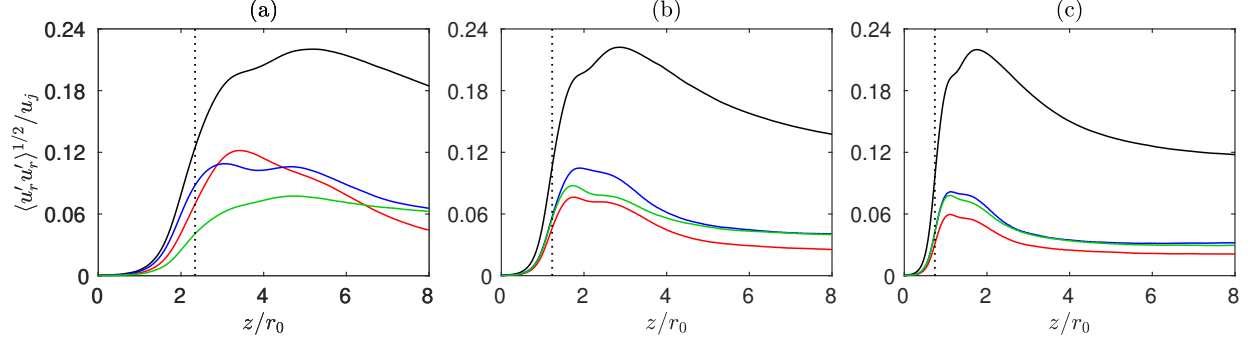 (a) (b) (c)
⟨u′ᵣu′ᵣ⟩¹ᐟ²/uⱼ
0.24 0.24 0.24
0.18 0.18 0.18
0.12 0.12 0.12
0.06 0.06 0.06
0 0 0
0 2 4 6 8 0 2 4 6 8 0 2 4 6 8
z/r₀ z/r₀ z/r₀